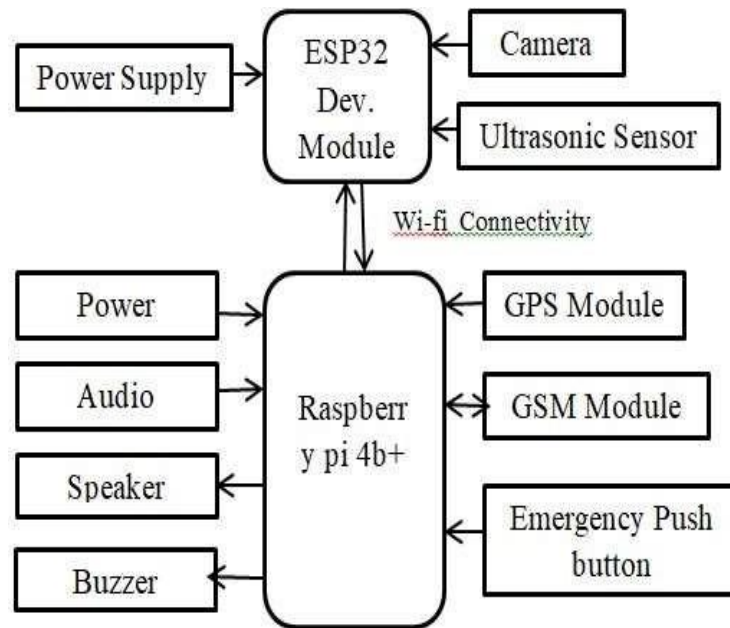 ESP32
Dev.
Module
Camera
Power Supply
Ultrasonic Sensor
Wi-fi Connectivity
Power
GPS Module
Audio
Raspberr
y pi 4b+
GSM Module
Speaker
Emergency Push
button
Buzzer